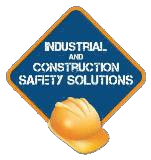 INDUSTRIAL
AND
CONSTRUCTION
SAFETY SOLUTIONS